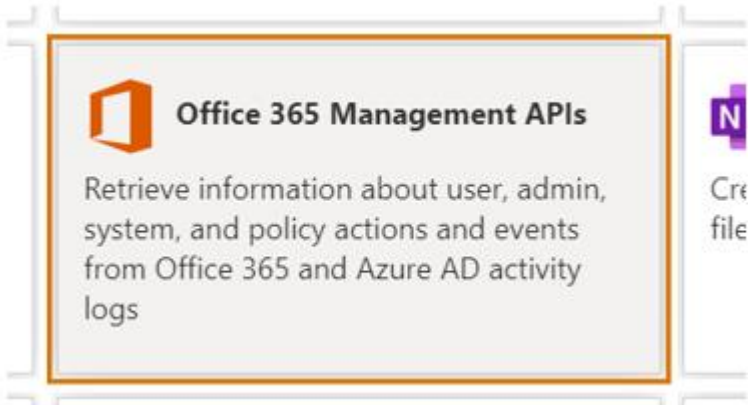 Office 365 Management APIs
Retrieve information about user, admin,
system, and policy actions and events
from Office 365 and Azure AD activity
logs
N